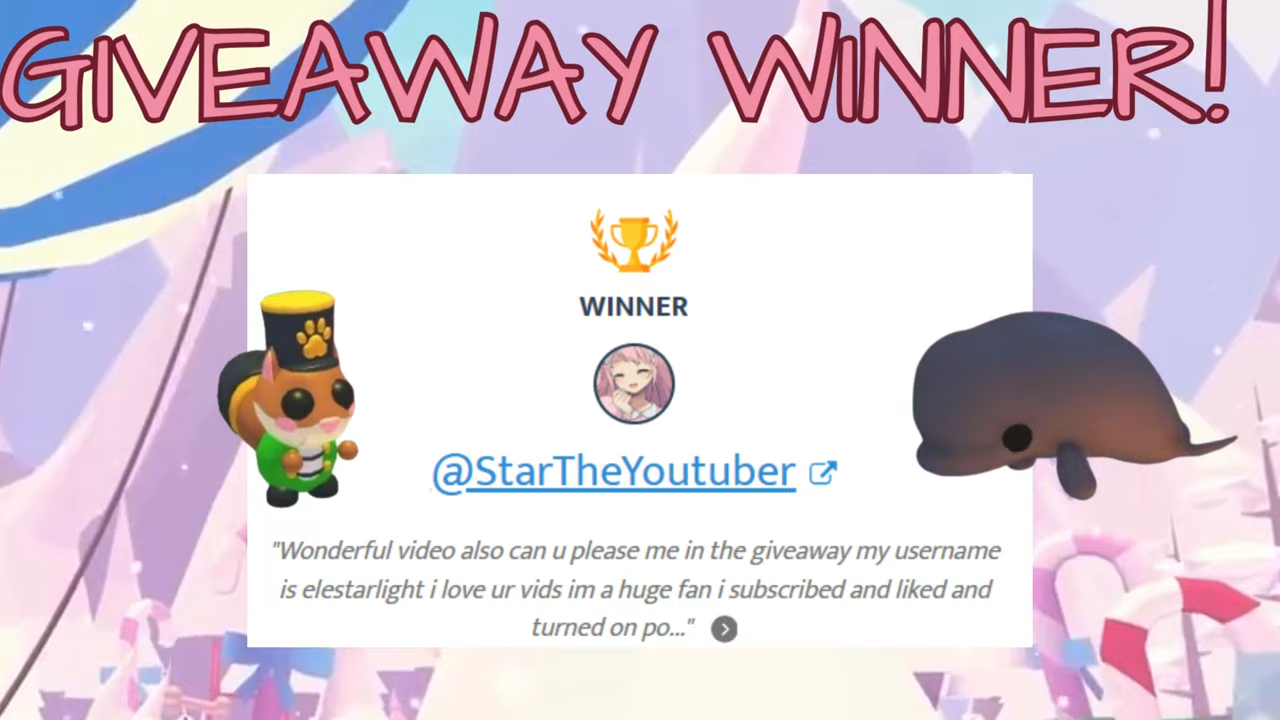 GIVEAWAY WINNER!
WINNER
@StarTheYoutuber
"Wonderful video also can u please me in the giveaway my username
is elestarlight i love ur vids im a huge fan i subscribed and liked and
turned on po..."